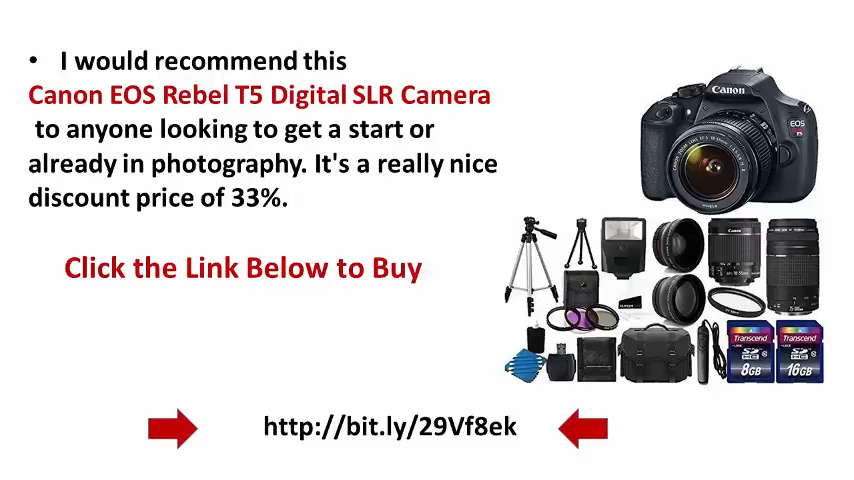 • I would recommend this
Canon EOS Rebel T5 Digital SLR Camera
to anyone looking to get a start or
already in photography. It's a really nice
discount price of 33%.
Click the Link Below to Buy
http://bit.ly/29Vf8ek
Canon
EOS
T5
Canon
Transcend
8GB
Transcend
16GB